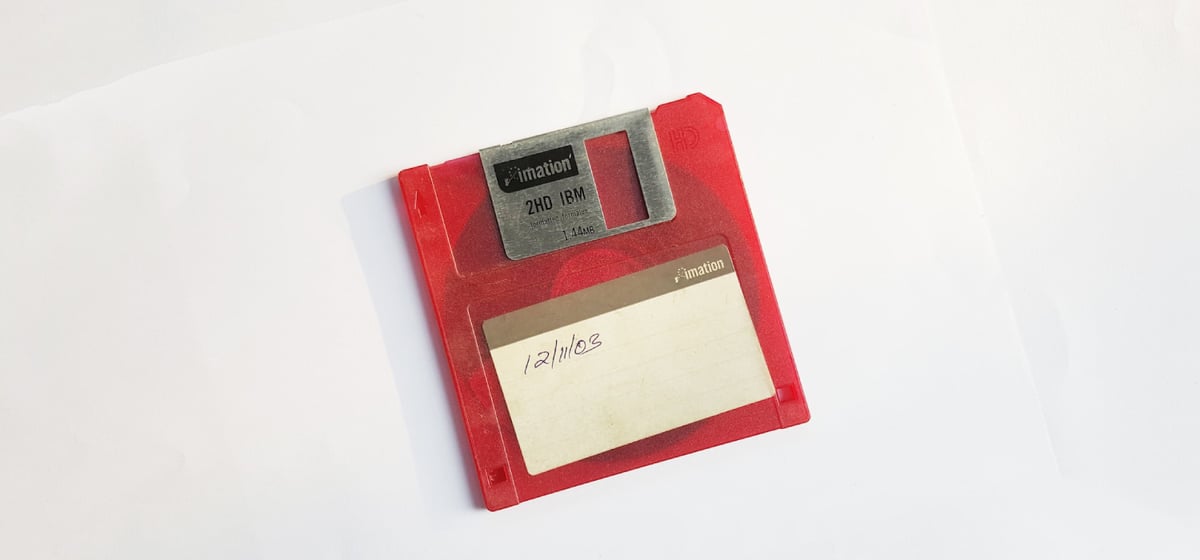 HD
imation
2HD IBM
1.44MB
imation
12/11/03